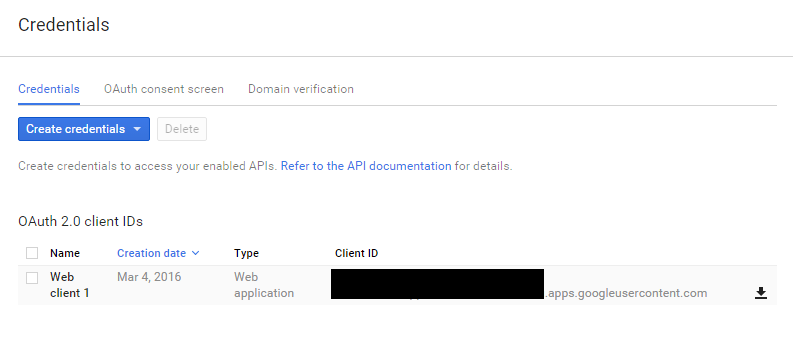 Credentials
Credentials OAuth consent screen Domain verification
Create credentials Delete
Create credentials to access your enabled APIs. Refer to the API documentation for details.
OAuth 2.0 client IDs
Name Creation date Type Client ID
Web Mar 4, 2016 Web
client 1 application .apps.googleusercontent.com